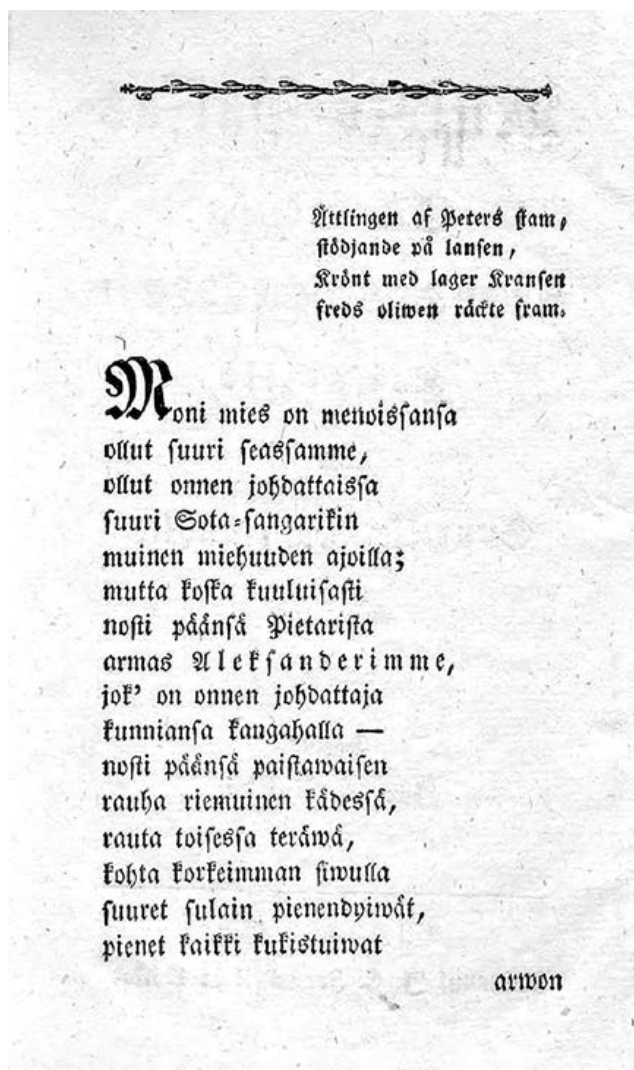 Ättlingen af Peters stam,
stödjande på lansen,
Krönt med lager Kransen
freds oliwen räckte fram.
Moni mies on menoissansa
ollut suuri seassamme,
ollut onnen johdattaissa
suuri Sota-sangarikin
muinen miehuuden ajoilla;
mutta koska kuuluisasti
nosti päänsä Pietarista
armas Aleksanderimme,
jok' on onnen johdattaja
kunniansa kangahalla —
nosti päänsä paistawaisen
rauha riemuinen kädessä,
rauta toisessa teräwä,
kohta korkeimman siwulla
suuret sulain pienendyiwät,
pienet kaikki kukistuiwat
arwon